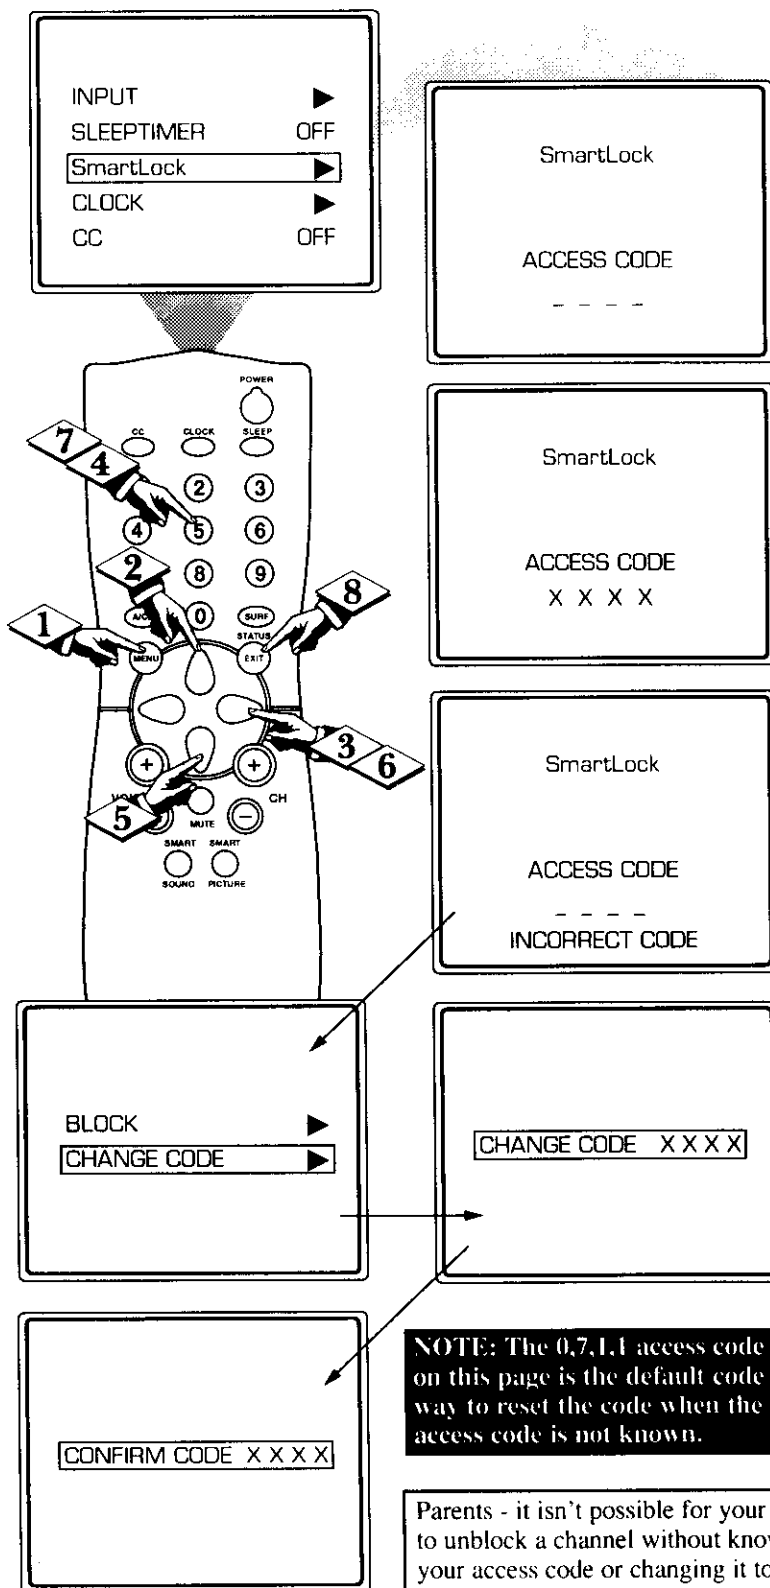 INPUT ▶
SLEEPTIMER OFF
SmartLock ▶
CLOCK ▶
CC OFF
SmartLock
ACCESS CODE
_ _ _ _
SmartLock
ACCESS CODE
X X X X
SmartLock
ACCESS CODE
_ _ _ _
INCORRECT CODE
POWER
CC CLOCK SLEEP
7
4
2 3
4 5 6
2
8 9
8
A/C 0 SURF
1
STATUS
MENU EXIT
3
6
+ +
5
CH
MUTE
−
SMART SMART
SOUND PICTURE
BLOCK ▶
CHANGE CODE ▶
CHANGE CODE X X X X
CONFIRM CODE X X X X
NOTE: The 0,7,1,1 access code
on this page is the default code
way to reset the code when the
access code is not known.
Parents - it isn't possible for your
to unblock a channel without
your access code or changing it to